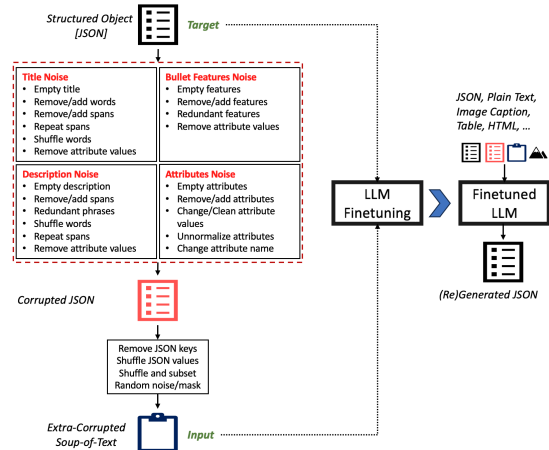 Structured Object
[JSON]
Target
Title Noise
• Empty title
• Remove/add words
• Remove/add spans
• Repeat spans
• Shuffle words
• Remove attribute values
Bullet Features Noise
• Empty features
• Remove/add features
• Redundant features
• Remove attribute values
Description Noise
• Empty description
• Remove/add spans
• Redundant phrases
• Shuffle words
• Repeat spans
• Remove attribute values
Attributes Noise
• Empty attributes
• Remove/add attributes
• Change/Clean attribute
values
• Unnormalize attributes
• Change attribute name
Corrupted JSON
Remove JSON keys
Shuffle JSON values
Shuffle and subset
Random noise/mask
Extra-Corrupted
Soup-of-Text
Input
LLM
Finetuning
JSON, Plain Text,
Image Caption,
Table, HTML, ...
Finetuned
LLM
(Re)Generated JSON